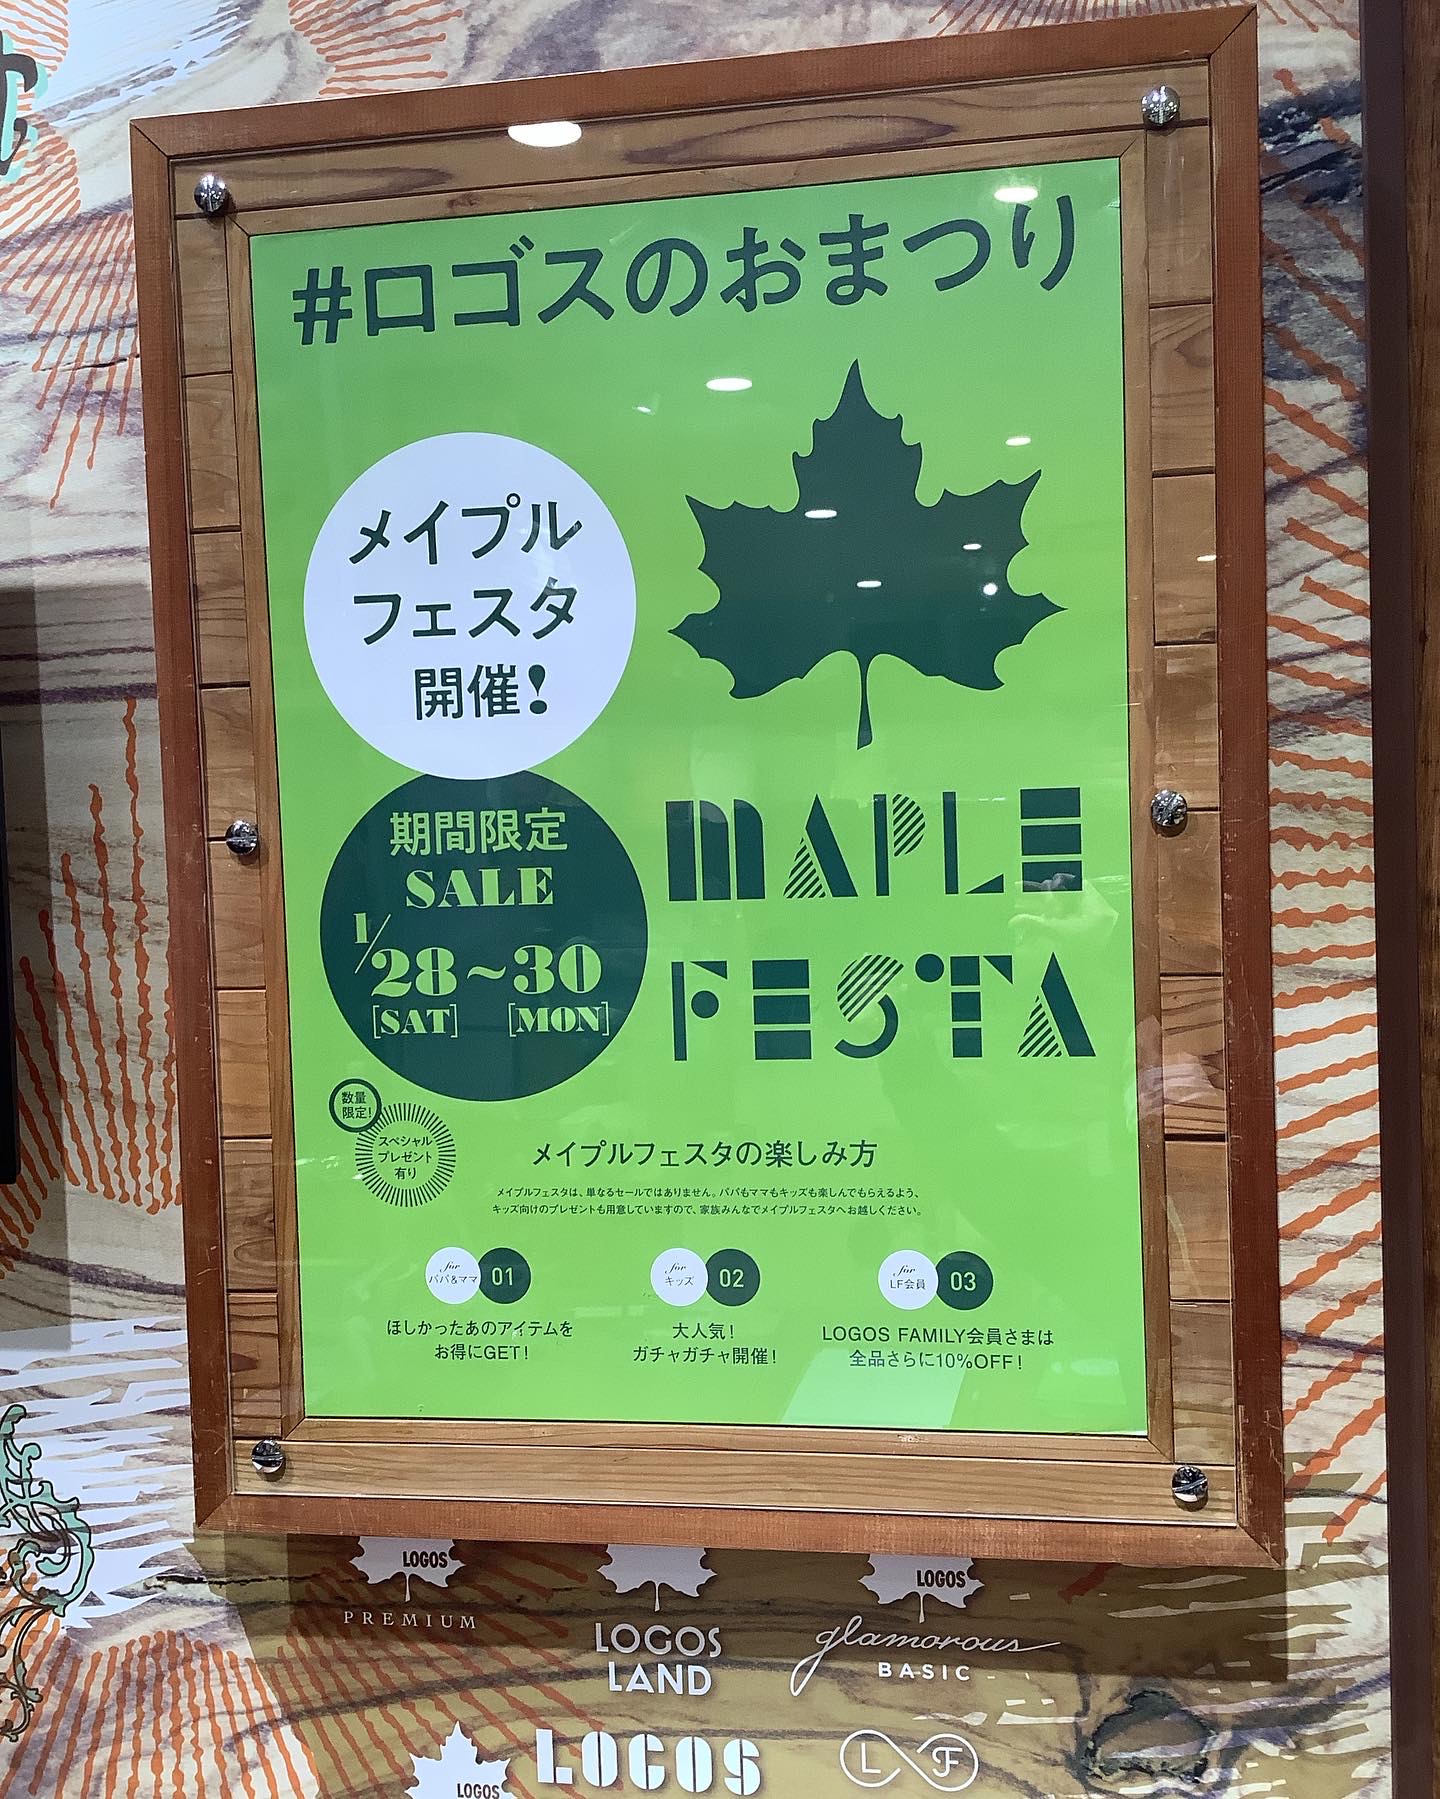 #ロゴスのおまつり
メイプル
フェスタ
開催!
期間限定
SALE
1/28~30
[SAT] [MON]
MAPLE
FESTA
数量
限定!
スペシャル
プレゼント
有り
メイプルフェスタの楽しみ方
メイプルフェスタは、単なるセールではありません。パパもママもキッズも楽しんでもらえるよう、
キッズ向けのプレゼントも用意していますので、家族みんなでメイプルフェスタへお越しください。
for
パパ&ママ
01
ほしかったあのアイテムを
お得にGET!
for
キッズ
02
大人気!
ガチャガチャ開催!
for
LF会員
03
LOGOS FAMILY会員さまは
全品さらに10%OFF!
LOGOS
PREMIUM
LOGOS
LAND
LOGOS
glamorous
BASIC
LOGOS
LOGOS
L F